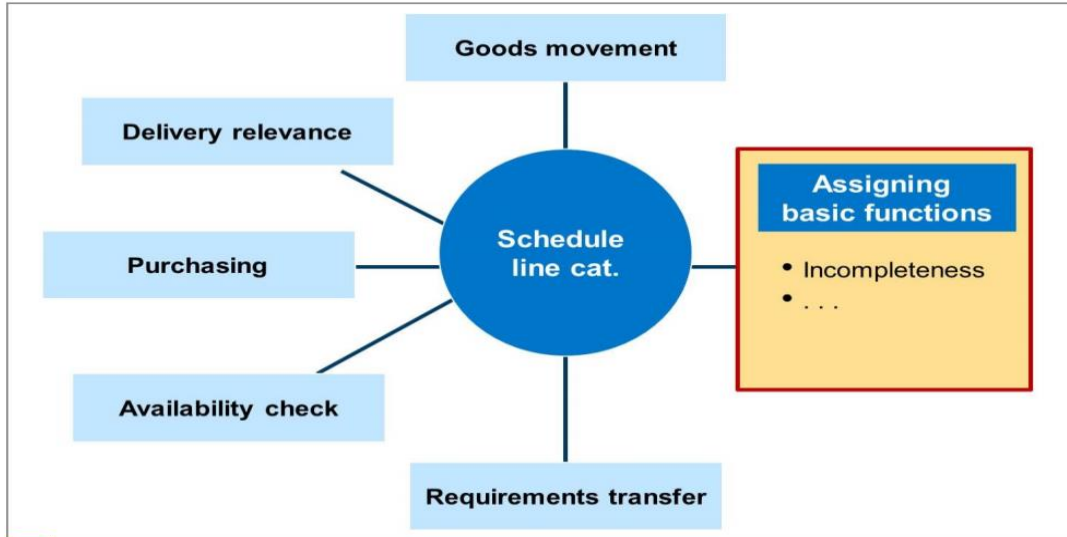 Goods movement
Delivery relevance
Assigning
basic functions
Schedule
line cat.
Purchasing
• Incompleteness
• . . .
Availability check
Requirements transfer